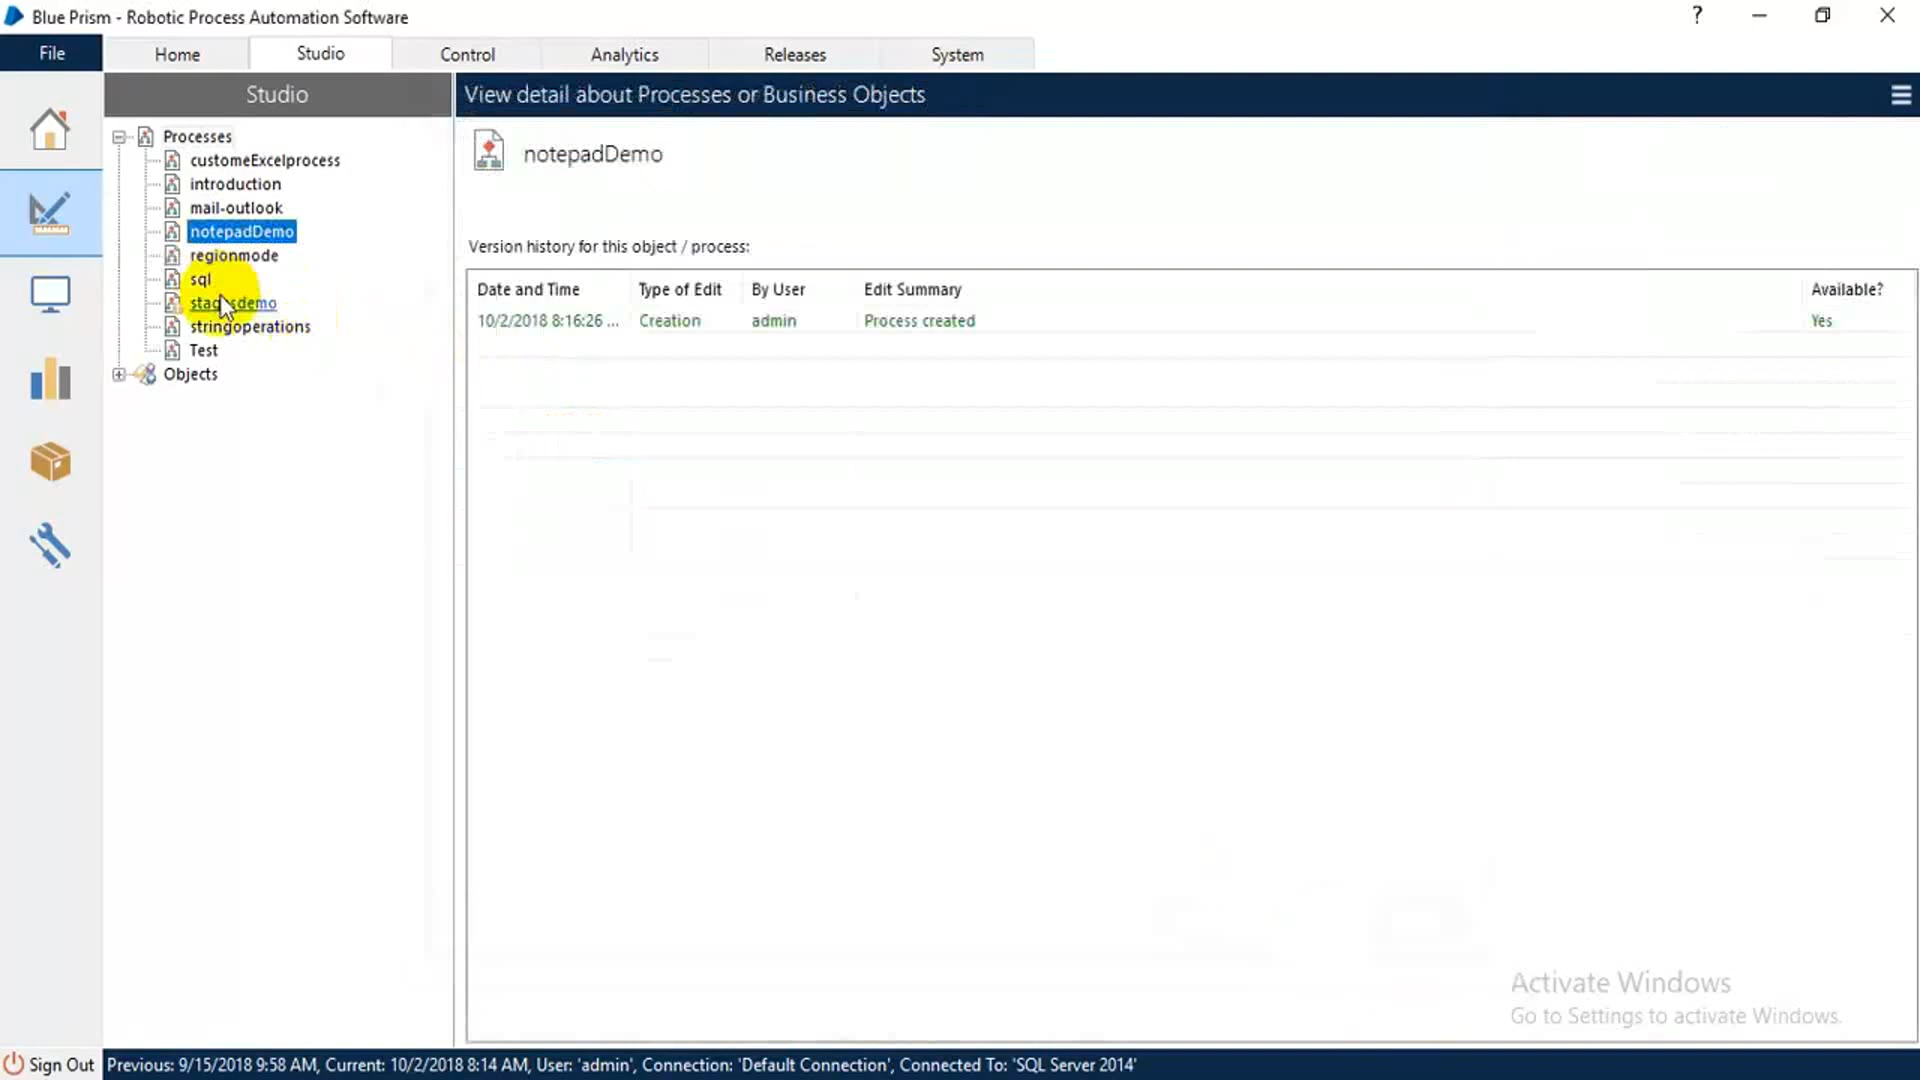 Blue Prism - Robotic Process Automation Software
?
File
Home
Studio
Control
Analytics
Releases
System
Studio
View detail about Processes or Business Objects
Processes
customeExcelprocess
introduction
mail-outlook
notepadDemo
regionmode
sql
stagesdemo
stringoperations
Test
Objects
notepadDemo
Version history for this object / process:
Date and Time Type of Edit By User Edit Summary Available?
10/2/2018 8:16:26 ... Creation admin Process created Yes
Activate Windows
Go to Settings to activate Windows.
Sign Out
Previous: 9/15/2018 9:58 AM, Current: 10/2/2018 8:14 AM, User: 'admin', Connection: 'Default Connection', Connected To: 'SQL Server 2014'